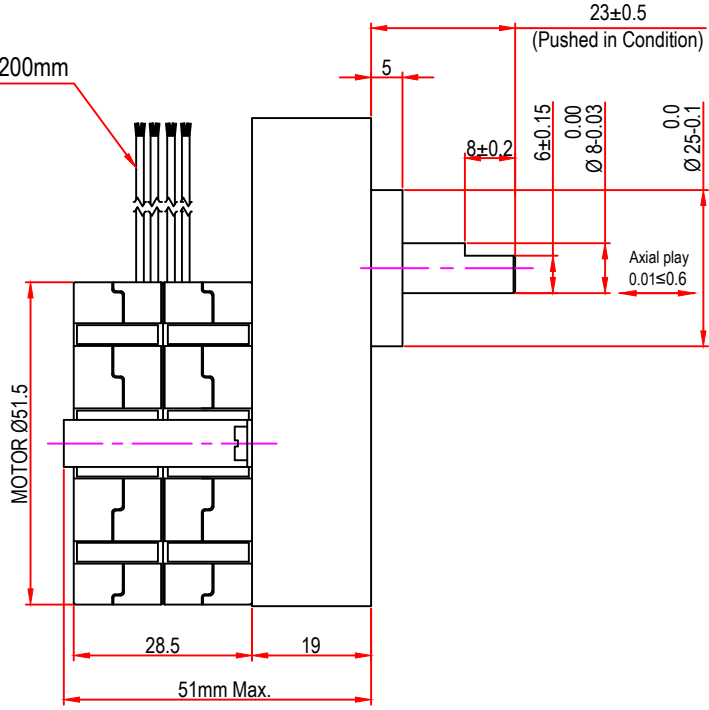 23±0.5
(Pushed in Condition)
200mm
5
8±0.2
6±0.15
0.00
Ø 8-0.03
0.0
Ø 25-0.1
Axial play
0.01≤0.6
MOTOR Ø51.5
28.5
19
51mm Max.